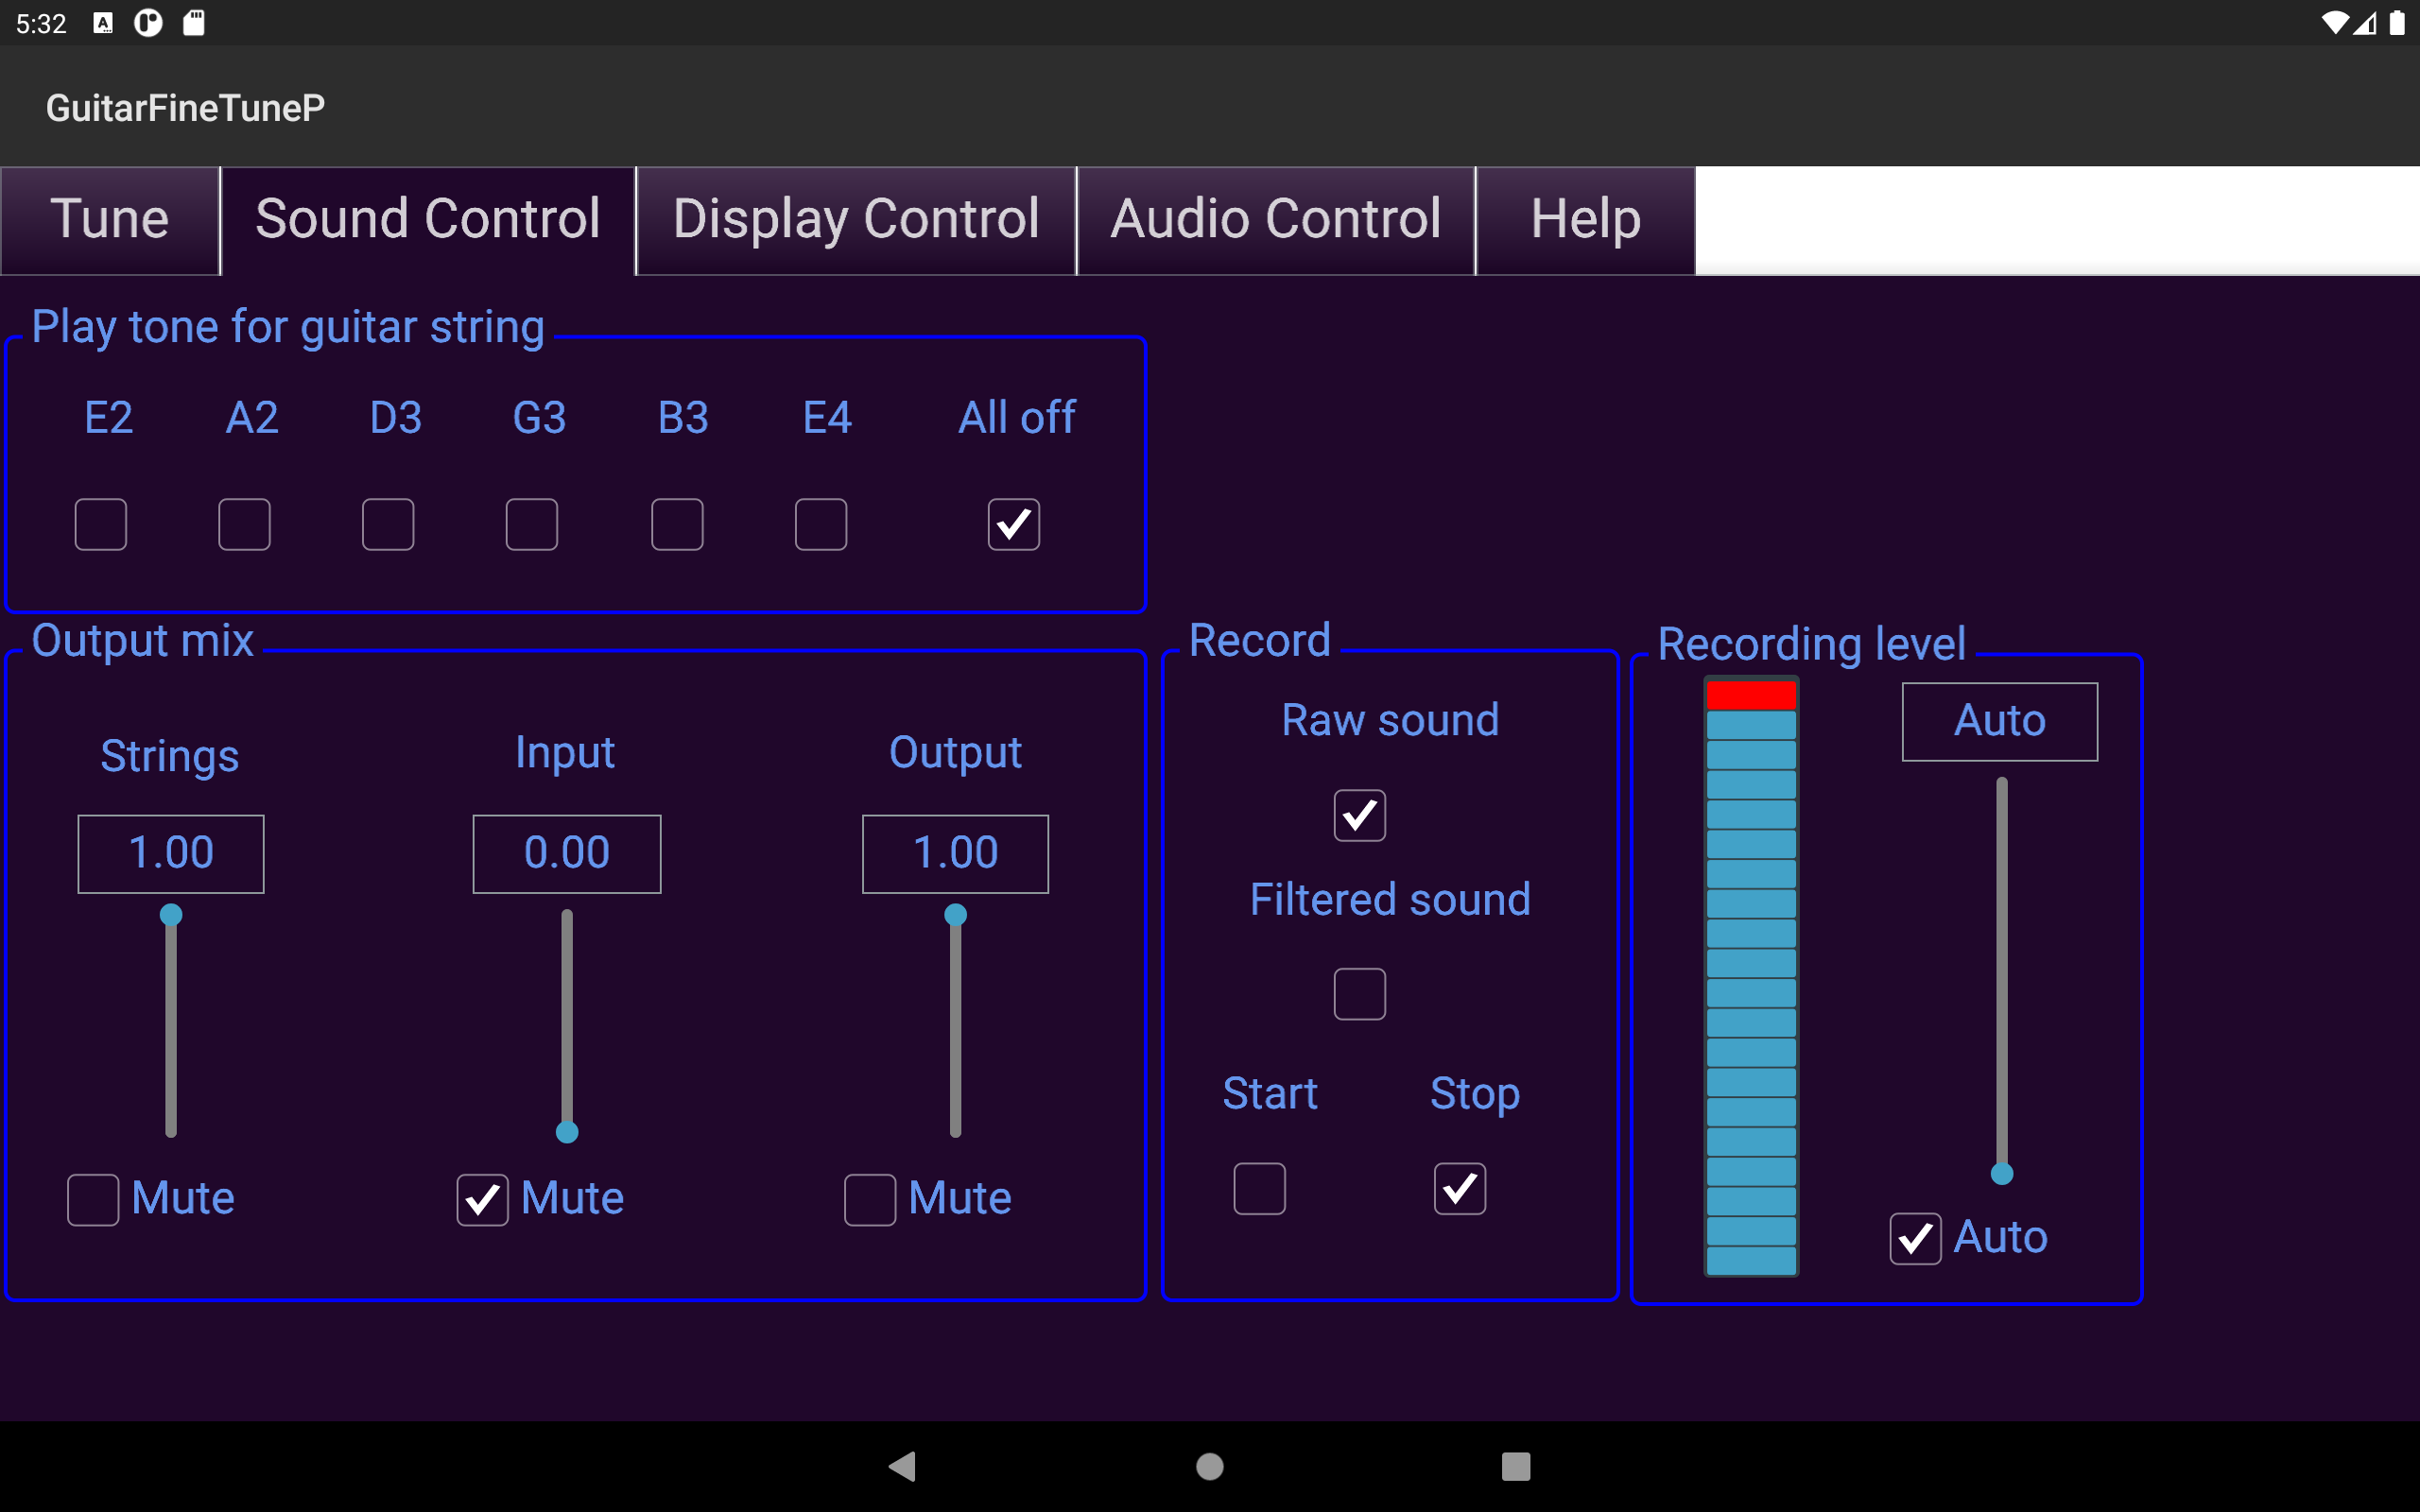 5:32
GuitarFineTuneP
Tune Sound Control Display Control Audio Control Help
Play tone for guitar string
E2 A2 D3 G3 B3 E4 All off
Output mix
Strings Input Output
1.00 0.00 1.00
Mute Mute Mute
Record
Raw sound
Filtered sound
Start Stop
Recording level
Auto
Auto